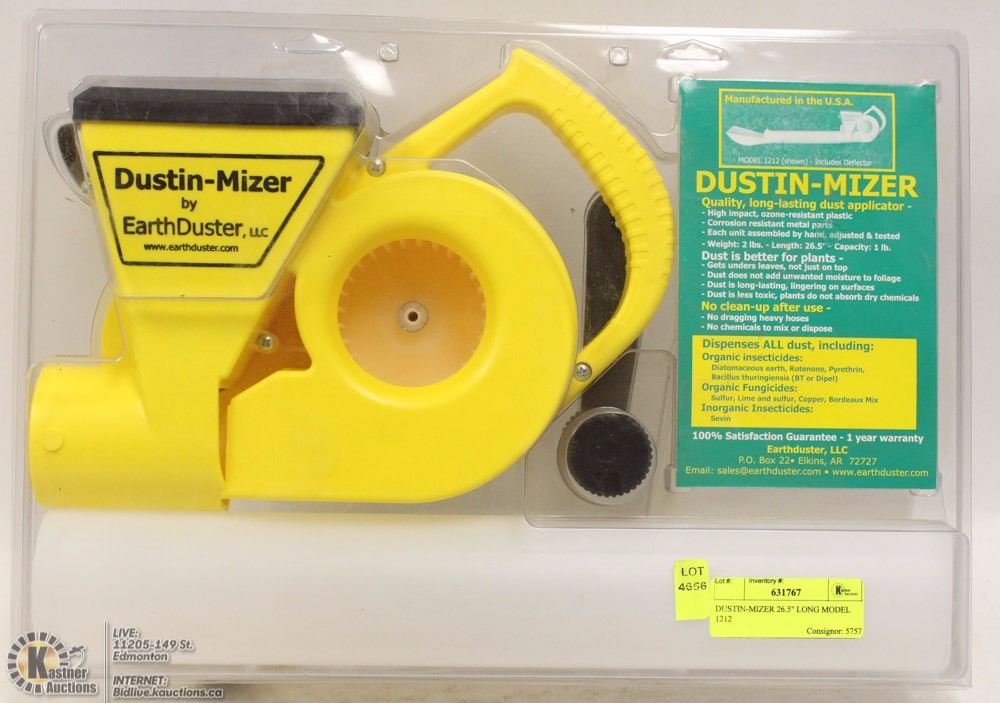 Dustin-Mizer
by
EarthDuster, LLC
www.earthduster.com
Manufactured in the U.S.A.
MODEL 1212 (shown) - Includes Deflector
DUSTIN-MIZER
Quality, long-lasting dust applicator -
- High impact, ozone-resistant plastic
- Corrosion resistant metal parts
- Each unit assembled by hand, adjusted & tested
- Weight: 2 lbs. - Length: 26.5" - Capacity: 1 lb.
Dust is better for plants -
- Gets unders leaves, not just on top
- Dust does not add unwanted moisture to foliage
- Dust is long-lasting, lingering on surfaces
- Dust is less toxic, plants do not absorb dry chemicals
No clean-up after use -
- No dragging heavy hoses
- No chemicals to mix or dispose
Dispenses ALL dust, including:
Organic insecticides:
Diatomaceous earth, Rotenone, Pyrethrin,
Bacillus thuringiensis (BT or Dipel)
Organic Fungicides:
Sulfur, Lime and sulfur, Copper, Bordeaux Mix
Inorganic Insecticides:
Sevin
100% Satisfaction Guarantee - 1 year warranty
Earthduster, LLC
P.O. Box 22• Elkins, AR 72727
Email: sales@earthduster.com • www.earthduster.com
LOT
4656
Lot #: Inventory #:
631767
Kastner
Auctions
DUSTIN-MIZER 26.5" LONG MODEL
1212
Consignor: 5757
Kastner
Auctions
LIVE:
11205-149 St.
Edmonton
INTERNET:
Bidlive.kauctions.ca